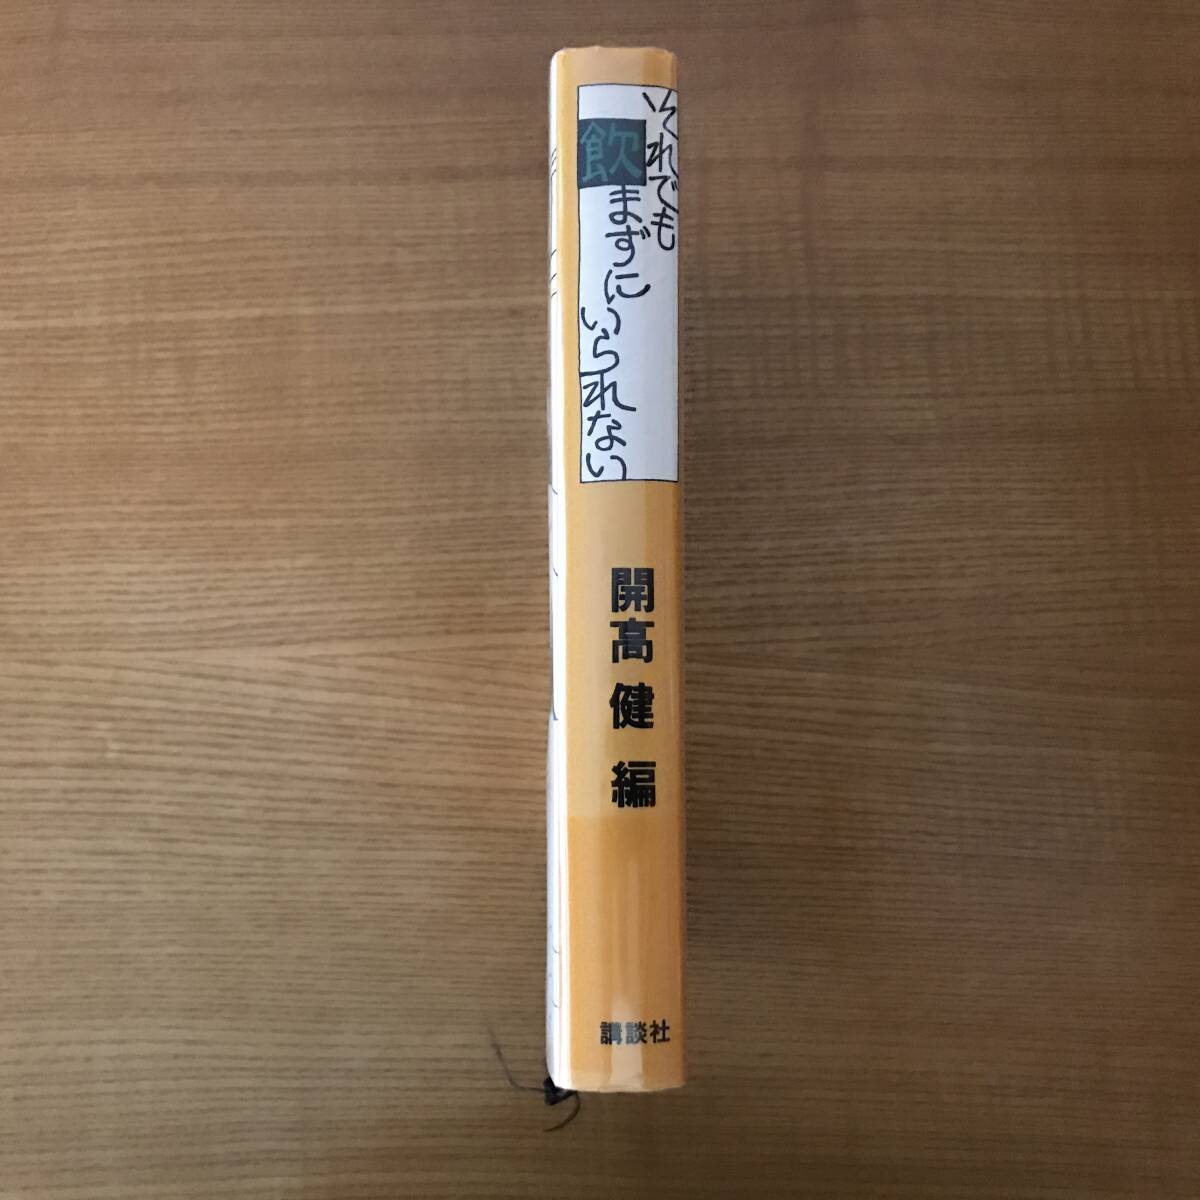 それでも
飲まずにいられない
開高健 編
講談社